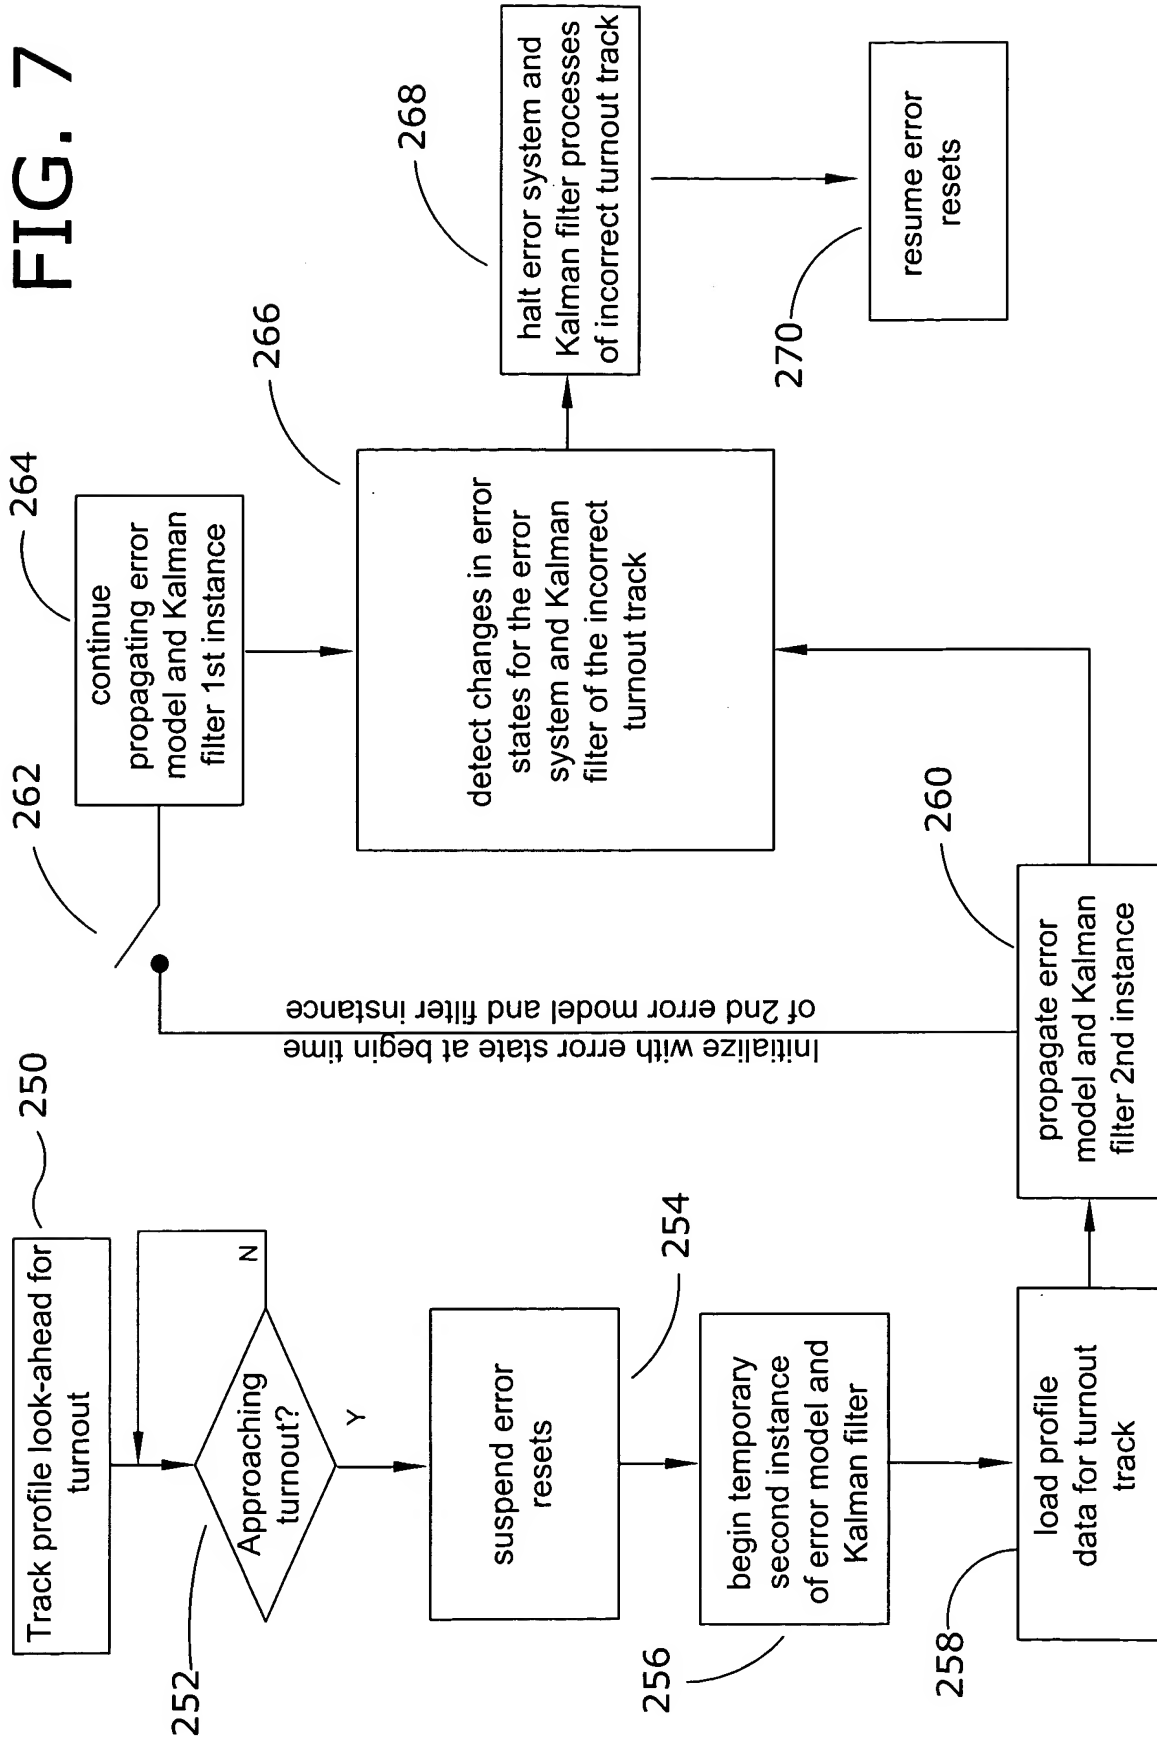 FIG. 7
250
Track profile look-ahead for
turnout
252
Approaching
turnout?
N
Y
254
suspend error
resets
256
begin temporary
second instance
of error model and
Kalman filter
258
load profile
data for turnout
track
260
propagate error
model and Kalman
filter 2nd instance
Initialize with error state at begin time
of 2nd error model and filter instance
262
264
continue
propagating error
model and Kalman
filter 1st instance
266
detect changes in error
states for the error
system and Kalman
filter of the incorrect
turnout track
268
halt error system and
Kalman filter processes
of incorrect turnout track
270
resume error
resets